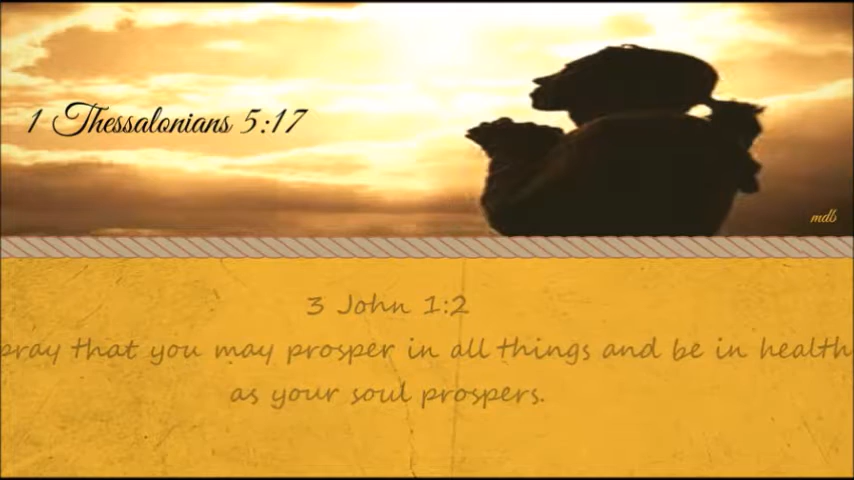 1 Thessalonians 5:17
mdb
3 John 1:2
pray that you may prosper in all things and be in health
as your soul prospers.